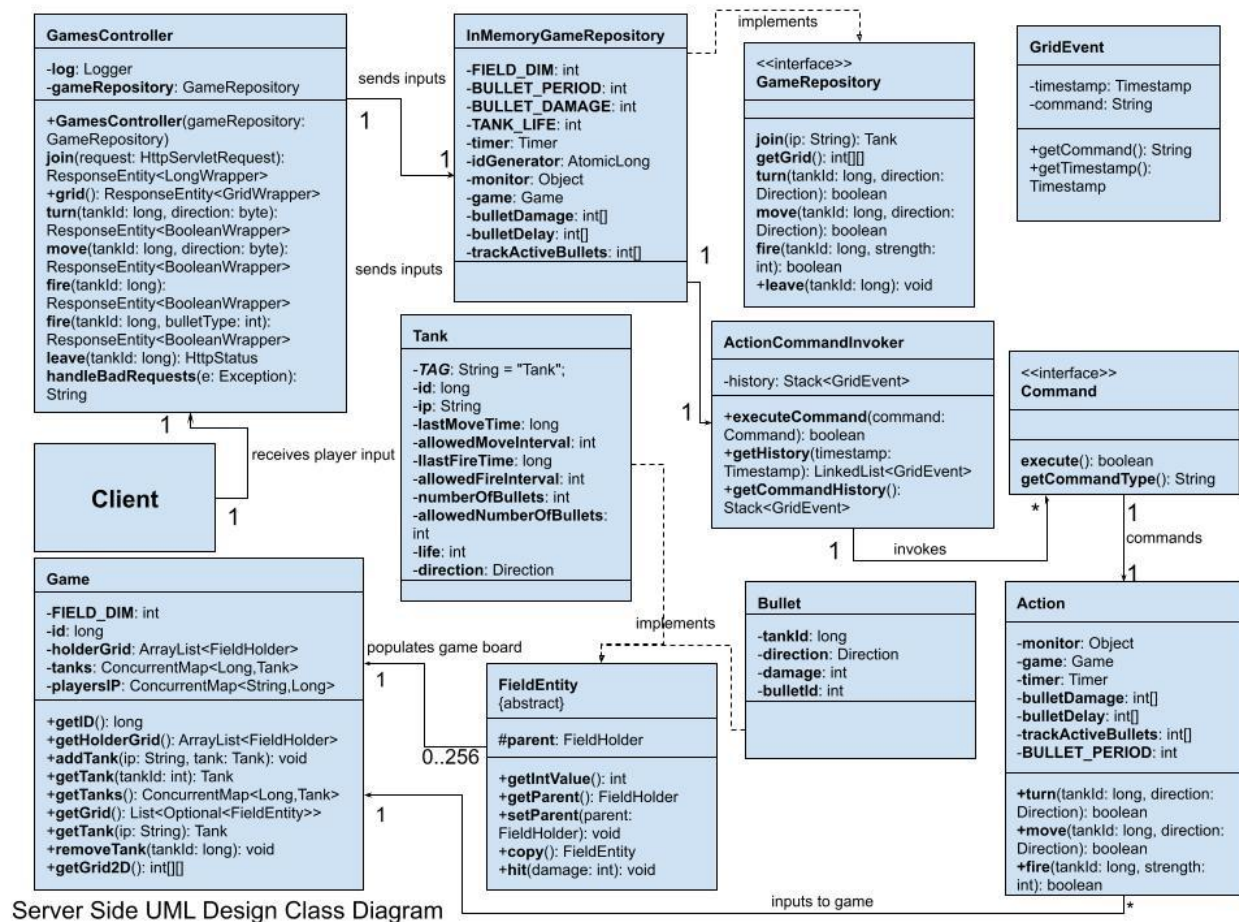 GamesController
-log: Logger
-gameRepository: GameRepository
+GamesController(gameRepository:
GameRepository)
join(request: HttpServletRequest):
ResponseEntity<LongWrapper>
+grid(): ResponseEntity<GridWrapper>
turn(tankId: long, direction: byte):
ResponseEntity<BooleanWrapper>
move(tankId: long, direction: byte):
ResponseEntity<BooleanWrapper>
fire(tankId: long):
ResponseEntity<BooleanWrapper>
fire(tankId: long, bulletType: int):
ResponseEntity<BooleanWrapper>
leave(tankId: long): HttpStatus
handleBadRequests(e: Exception):
String
sends inputs
1
1
sends inputs
InMemoryGameRepository
-FIELD_DIM: int
-BULLET_PERIOD: int
-BULLET_DAMAGE: int
-TANK_LIFE: int
-timer: Timer
-idGenerator: AtomicLong
-monitor: Object
-game: Game
-bulletDamage: int[]
-bulletDelay: int[]
-trackActiveBullets: int[]
implements
<<interface>>
GameRepository
join(ip: String): Tank
getGrid(): int[][]
turn(tankId: long, direction:
Direction): boolean
move(tankId: long, direction:
Direction): boolean
fire(tankId: long, strength:
int): boolean
+leave(tankId: long): void
GridEvent
-timestamp: Timestamp
-command: String
+getCommand(): String
+getTimestamp():
Timestamp
1
1
Tank
-TAG: String = "Tank";
-id: long
-ip: String
-lastMoveTime: long
-allowedMoveInterval: int
-llastFireTime: long
-allowedFireInterval: int
-numberOfBullets: int
-allowedNumberOfBullets:
int
-life: int
-direction: Direction
ActionCommandInvoker
-history: Stack<GridEvent>
+executeCommand(command:
Command): boolean
+getHistory(timestamp:
Timestamp): LinkedList<GridEvent>
+getCommandHistory():
Stack<GridEvent>
<<interface>>
Command
execute(): boolean
getCommandType(): String
1
receives player input
1
Client
1
invokes
*
1
commands
1
Game
-FIELD_DIM: int
-id: long
-holderGrid: ArrayList<FieldHolder>
-tanks: ConcurrentMap<Long,Tank>
-playersIP: ConcurrentMap<String,Long>
+getID(): long
+getHolderGrid(): ArrayList<FieldHolder>
+addTank(ip: String, tank: Tank): void
+getTank(tankId: int): Tank
+getTanks(): ConcurrentMap<Long,Tank>
+getGrid(): List<Optional<FieldEntity>>
+getTank(ip: String): Tank
+removeTank(tankId: long): void
+getGrid2D(): int[][]
populates game board
1
0..256
1
implements
FieldEntity
{abstract}
#parent: FieldHolder
+getIntValue(): int
+getParent(): FieldHolder
+setParent(parent:
FieldHolder): void
+copy(): FieldEntity
+hit(damage: int): void
Bullet
-tankId: long
-direction: Direction
-damage: int
-bulletId: int
Action
-monitor: Object
-game: Game
-timer: Timer
-bulletDamage: int[]
-bulletDelay: int[]
-trackActiveBullets: int[]
-BULLET_PERIOD: int
+turn(tankId: long, direction:
Direction): boolean
+move(tankId: long, direction:
Direction): boolean
+fire(tankId: long, strength:
int): boolean
inputs to game
*
Server Side UML Design Class Diagram